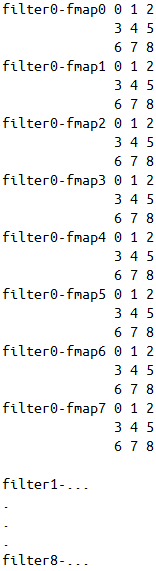 filter0-fmap0 0 1 2
3 4 5
6 7 8
filter0-fmap1 0 1 2
3 4 5
6 7 8
filter0-fmap2 0 1 2
3 4 5
6 7 8
filter0-fmap3 0 1 2
3 4 5
6 7 8
filter0-fmap4 0 1 2
3 4 5
6 7 8
filter0-fmap5 0 1 2
3 4 5
6 7 8
filter0-fmap6 0 1 2
3 4 5
6 7 8
filter0-fmap7 0 1 2
3 4 5
6 7 8
filter1-...
.
.
.
filter8-...